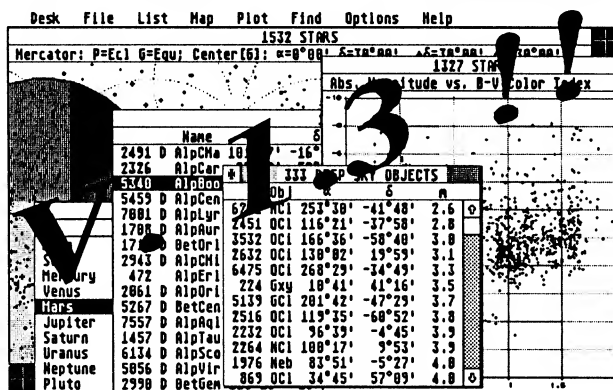 Desk File List Map Plot Find Options Help
1532 STARS
Mercator: P=Ecl G=Equ; Center[6]: α=0°00'
1327 STARS
Abs. Magnitude vs. B-V Color Index
V.1.3!!
Name δ
2491 D AlpCMa -16°
2326 AlpCar
5340 AlpBoo
5459 D AlpCen
7001 D AlpLyr
1708 D AlpAur
BetOri
2943 D AlpCMi
472 AlpEri
2061 D AlpOri
5267 D BetCen
7557 D AlpAql
1457 D AlpTau
6134 D AlpSco
5056 D AlpVir
2990 D BetGem
Mercury
Venus
Mars
Jupiter
Saturn
Uranus
Neptune
Pluto
333 DEEP SKY OBJECTS
Obj α δ m
OCl 253°30' -41°48' 2.6
2451 OCl 116°21' -37°58' 2.8
3532 OCl 166°36' -58°40' 3.0
2632 OCl 130°02' 19°59' 3.1
6475 OCl 268°29' -34°49' 3.3
224 Gxy 10°41' 41°16' 3.5
5139 GCl 201°42' -47°29' 3.7
2516 OCl 119°35' -60°52' 3.8
2232 OCl 96°39' -4°45' 3.9
2264 NCl 100°17' 9°53' 3.9
1976 Neb 83°51' -5°27' 4.0
869 OCl 34°45' 57°09' 4.0